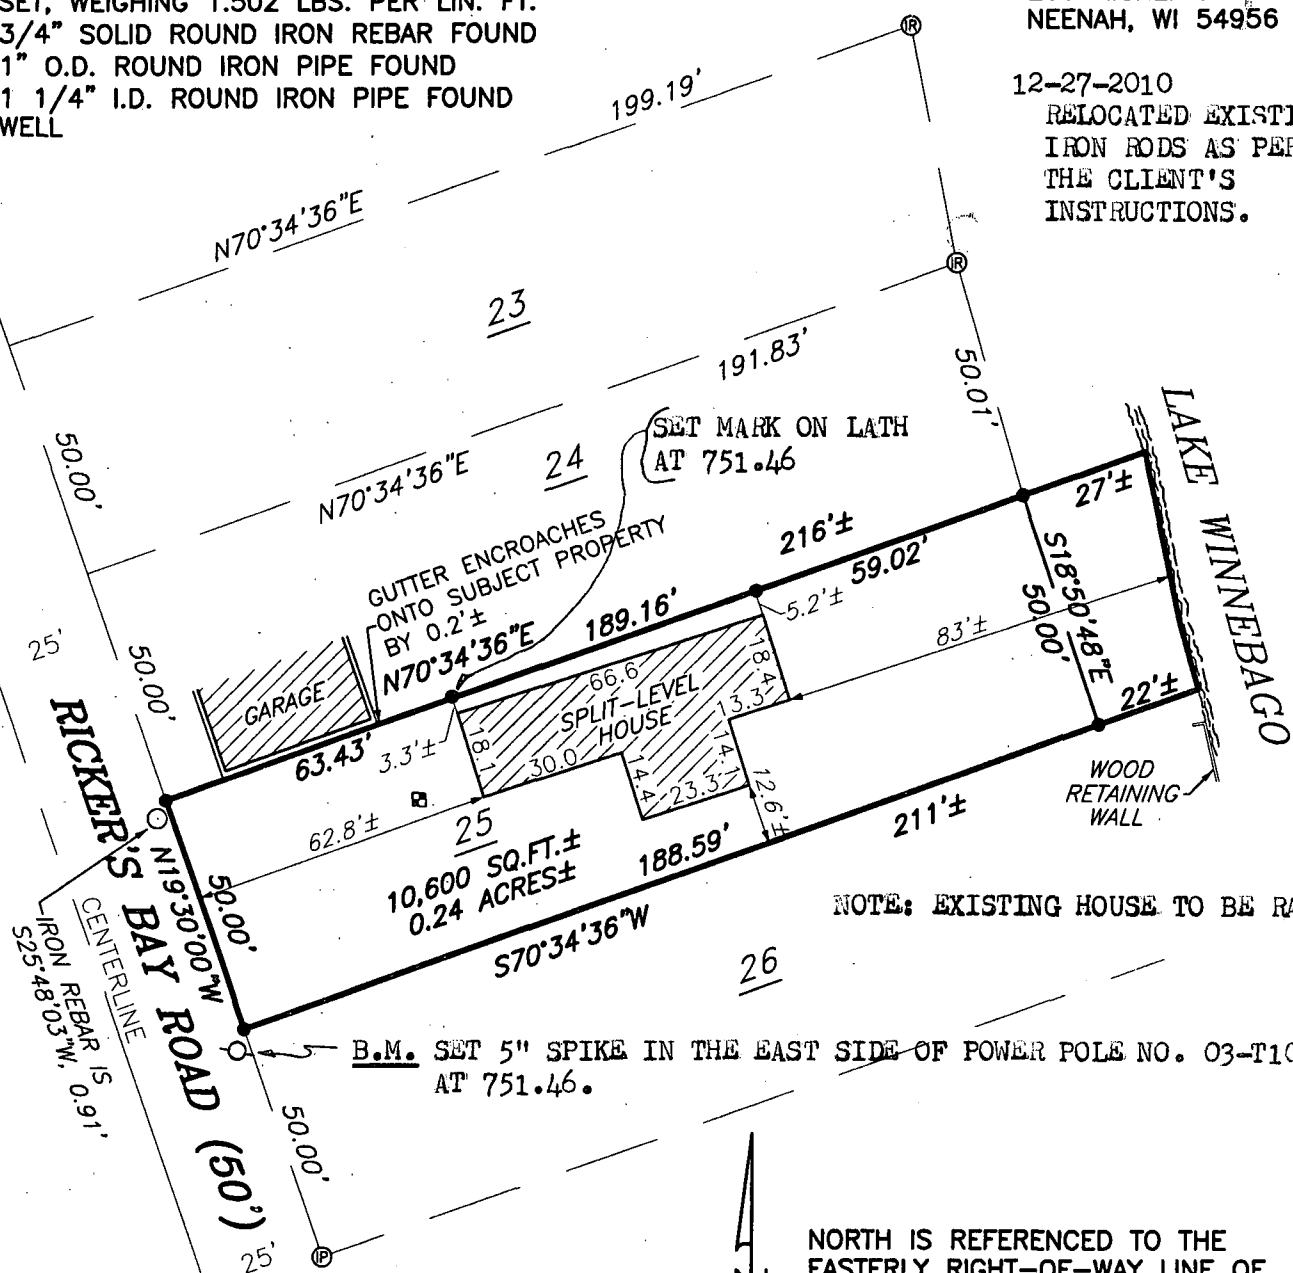 SET, WEIGHING 1.502 LBS. PER LIN. FT.
3/4" SOLID ROUND IRON REBAR FOUND
1" O.D. ROUND IRON PIPE FOUND
1 1/4" I.D. ROUND IRON PIPE FOUND
WELL
NEENAH, WI 54956
12-27-2010
RELOCATED
IRON RODS AS
THE CLIENT'S
INSTRUCTIONS.
IR
199.19'
N70°34'36"E
IR
23
191.83'
50.01'
50.00'
N70°34'36"E
24
SET MARK ON LATH
AT 751.46
LAKE WINNEBAGO
27'±
216'±
59.02'
GUTTER ENCROACHES
ONTO SUBJECT PROPERTY
BY 0.2'±
189.16'
N70°34'36"E
5.2'±
S18°50'48"E
50.00'
83'±
22'±
25'
50.00'
GARAGE
63.43'
3.3'±
66.6
SPLIT-LEVEL
HOUSE
18.4
13.3
18.1
30.0
14.4
14.1
23.3
12.6'±
WOOD
RETAINING
WALL
62.8'±
25
10,600 SQ.FT.±
0.24 ACRES±
188.59'
211'±
S70°34'36"W
RICKER'S BAY ROAD (50')
N19°30'00"W
50.00'
CENTERLINE
IRON REBAR IS
S25°48'03"W, 0.91'
NOTE: EXISTING HOUSE TO BE
26
B.M. SET 5" SPIKE IN THE EAST SIDE OF POWER POLE NO.
AT 751.46.
50.00'
25'
IP
NORTH IS REFERENCED TO THE
EASTERLY RIGHT-OF-WAY LINE OF